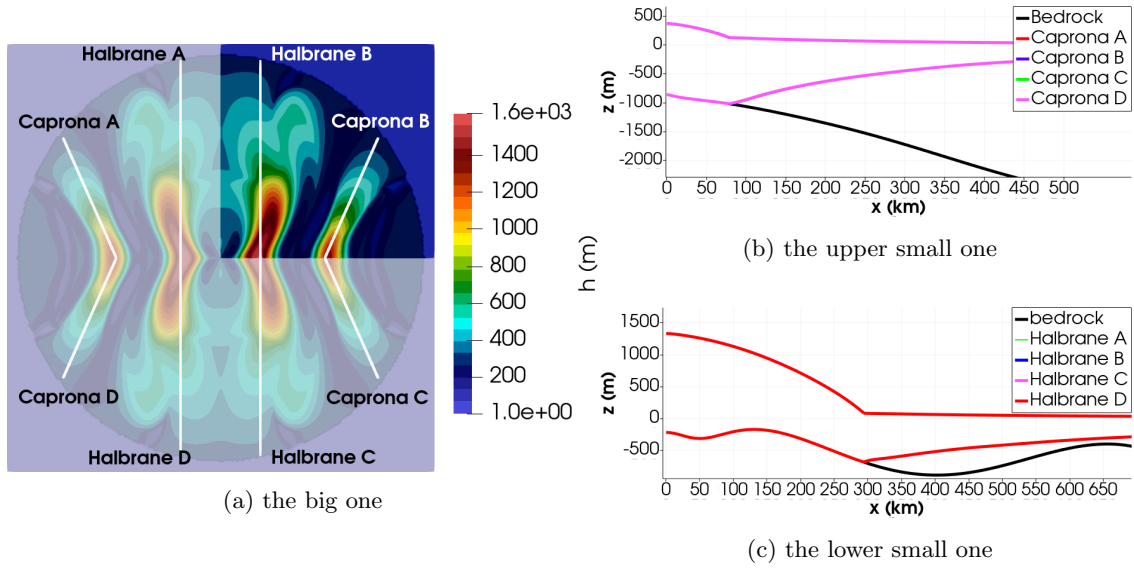 Halbrane A
Halbrane B
Caprona A
Caprona B
Caprona D
Caprona C
Halbrane D
Halbrane C
1.6e+03
1400
1200
1000
800
600
400
200
1.0e+00
h (m)
(a) the big one
500
0
-500
-1000
-1500
-2000
z (m)
Bedrock
Caprona A
Caprona B
Caprona C
Caprona D
0 50 100 150 200 250 300 350 400 450 500
x (km)
(b) the upper small one
1500
1000
500
0
-500
z (m)
bedrock
Halbrane A
Halbrane B
Halbrane C
Halbrane D
0 50 100 150 200 250 300 350 400 450 500 550 600 650
x (km)
(c) the lower small one